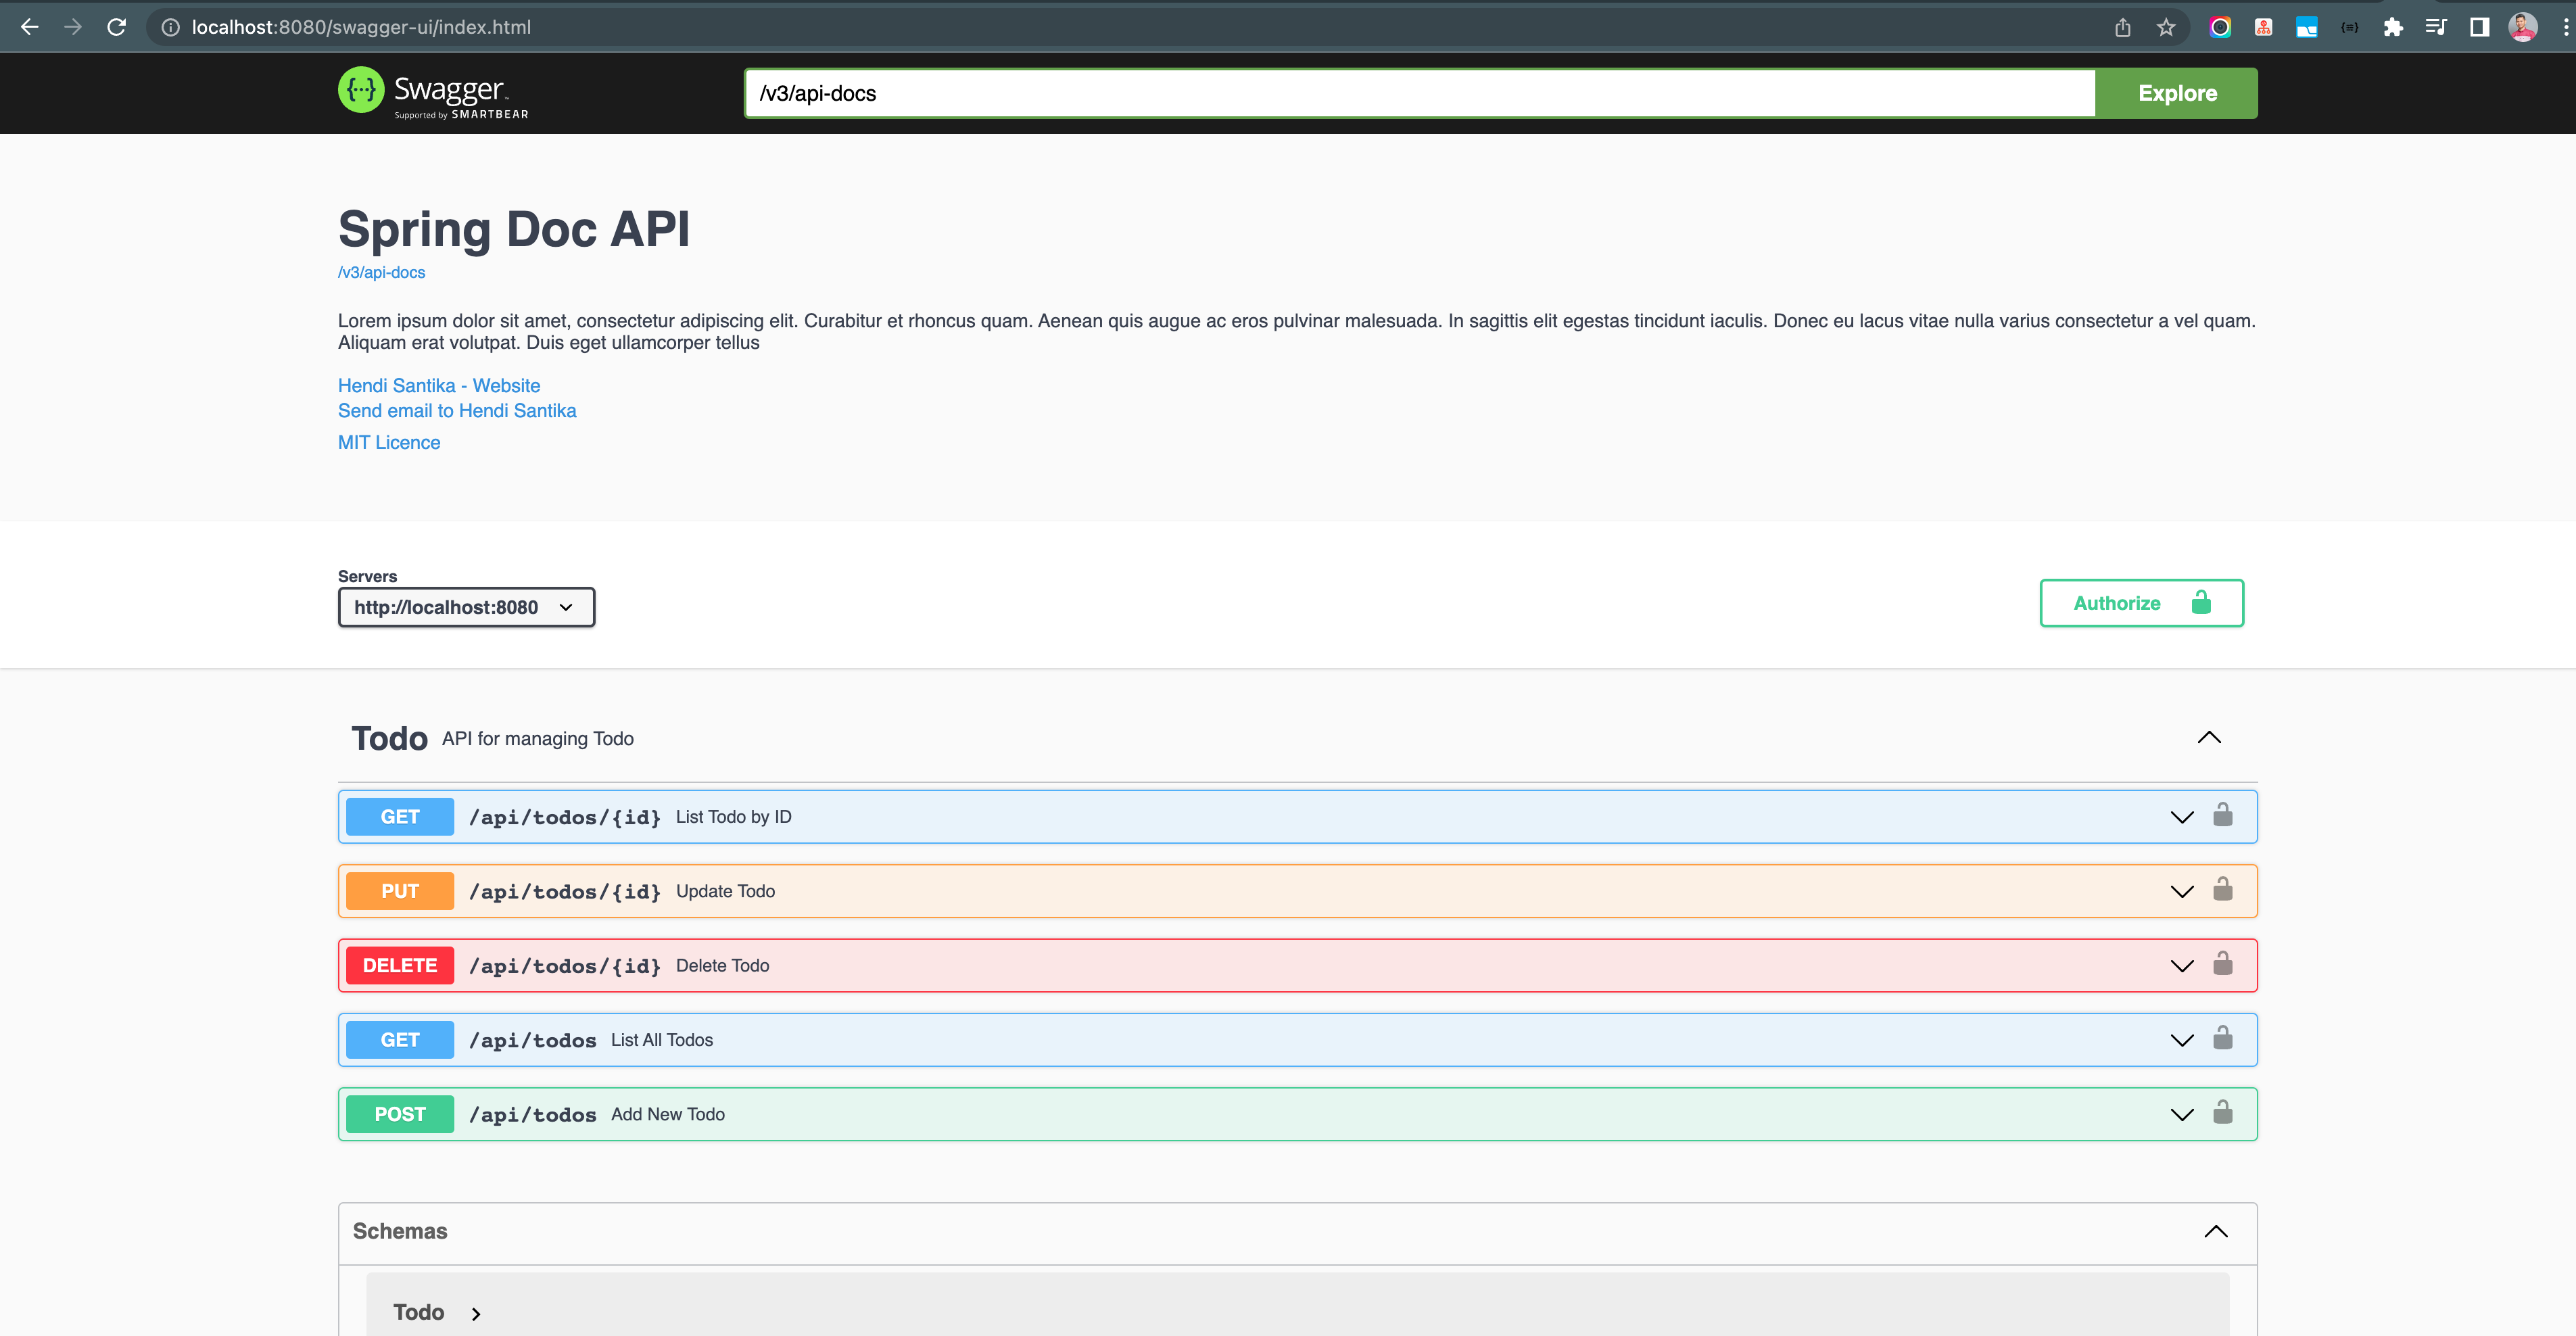 localhost:8080/swagger-ui/index.html
{···} Swagger™
Supported by SMARTBEAR
/v3/api-docs
Explore
Spring Doc API
/v3/api-docs
Lorem ipsum dolor sit amet, consectetur adipiscing elit. Curabitur et rhoncus quam. Aenean quis augue ac eros pulvinar malesuada. In sagittis elit egestas tincidunt iaculis. Donec eu lacus vitae nulla varius consectetur a vel quam.
Aliquam erat volutpat. Duis eget ullamcorper tellus
Hendi Santika - Website
Send email to Hendi Santika
MIT Licence
Servers
http://localhost:8080
Authorize
Todo API for managing Todo
GET /api/todos/{id} List Todo by ID
PUT /api/todos/{id} Update Todo
DELETE /api/todos/{id} Delete Todo
GET /api/todos List All Todos
POST /api/todos Add New Todo
Schemas
Todo